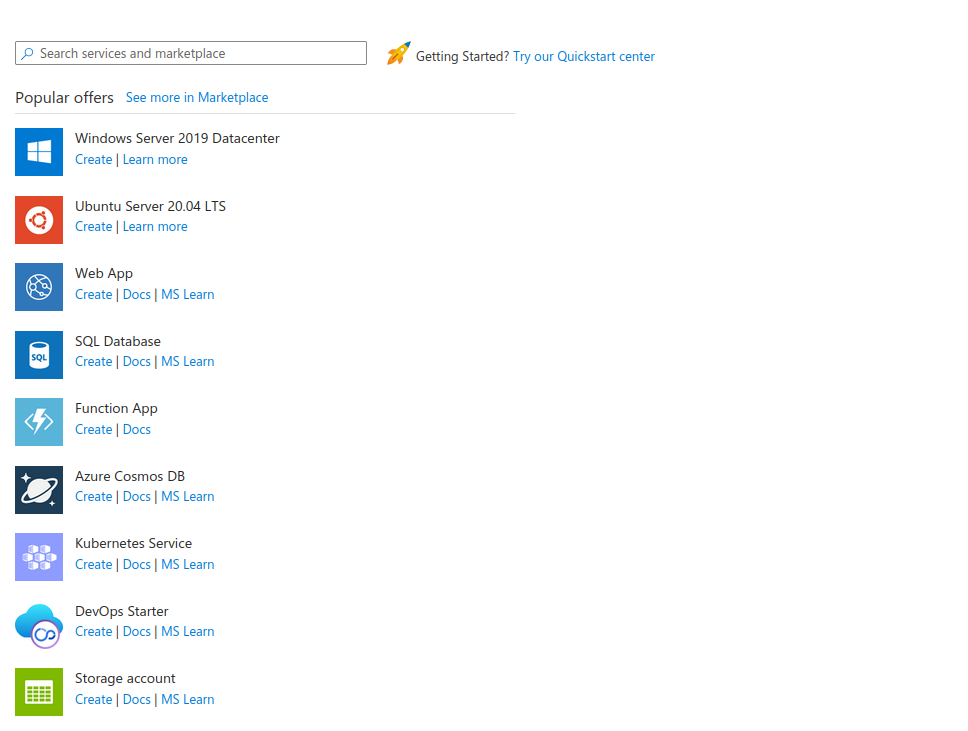 Search services and marketplace
Getting Started? Try our Quickstart center
Popular offers See more in Marketplace
Windows Server 2019 Datacenter
Create | Learn more
Ubuntu Server 20.04 LTS
Create | Learn more
Web App
Create | Docs | MS Learn
SQL
SQL Database
Create | Docs | MS Learn
Function App
Create | Docs
Azure Cosmos DB
Create | Docs | MS Learn
Kubernetes Service
Create | Docs | MS Learn
DevOps Starter
Create | Docs | MS Learn
Storage account
Create | Docs | MS Learn